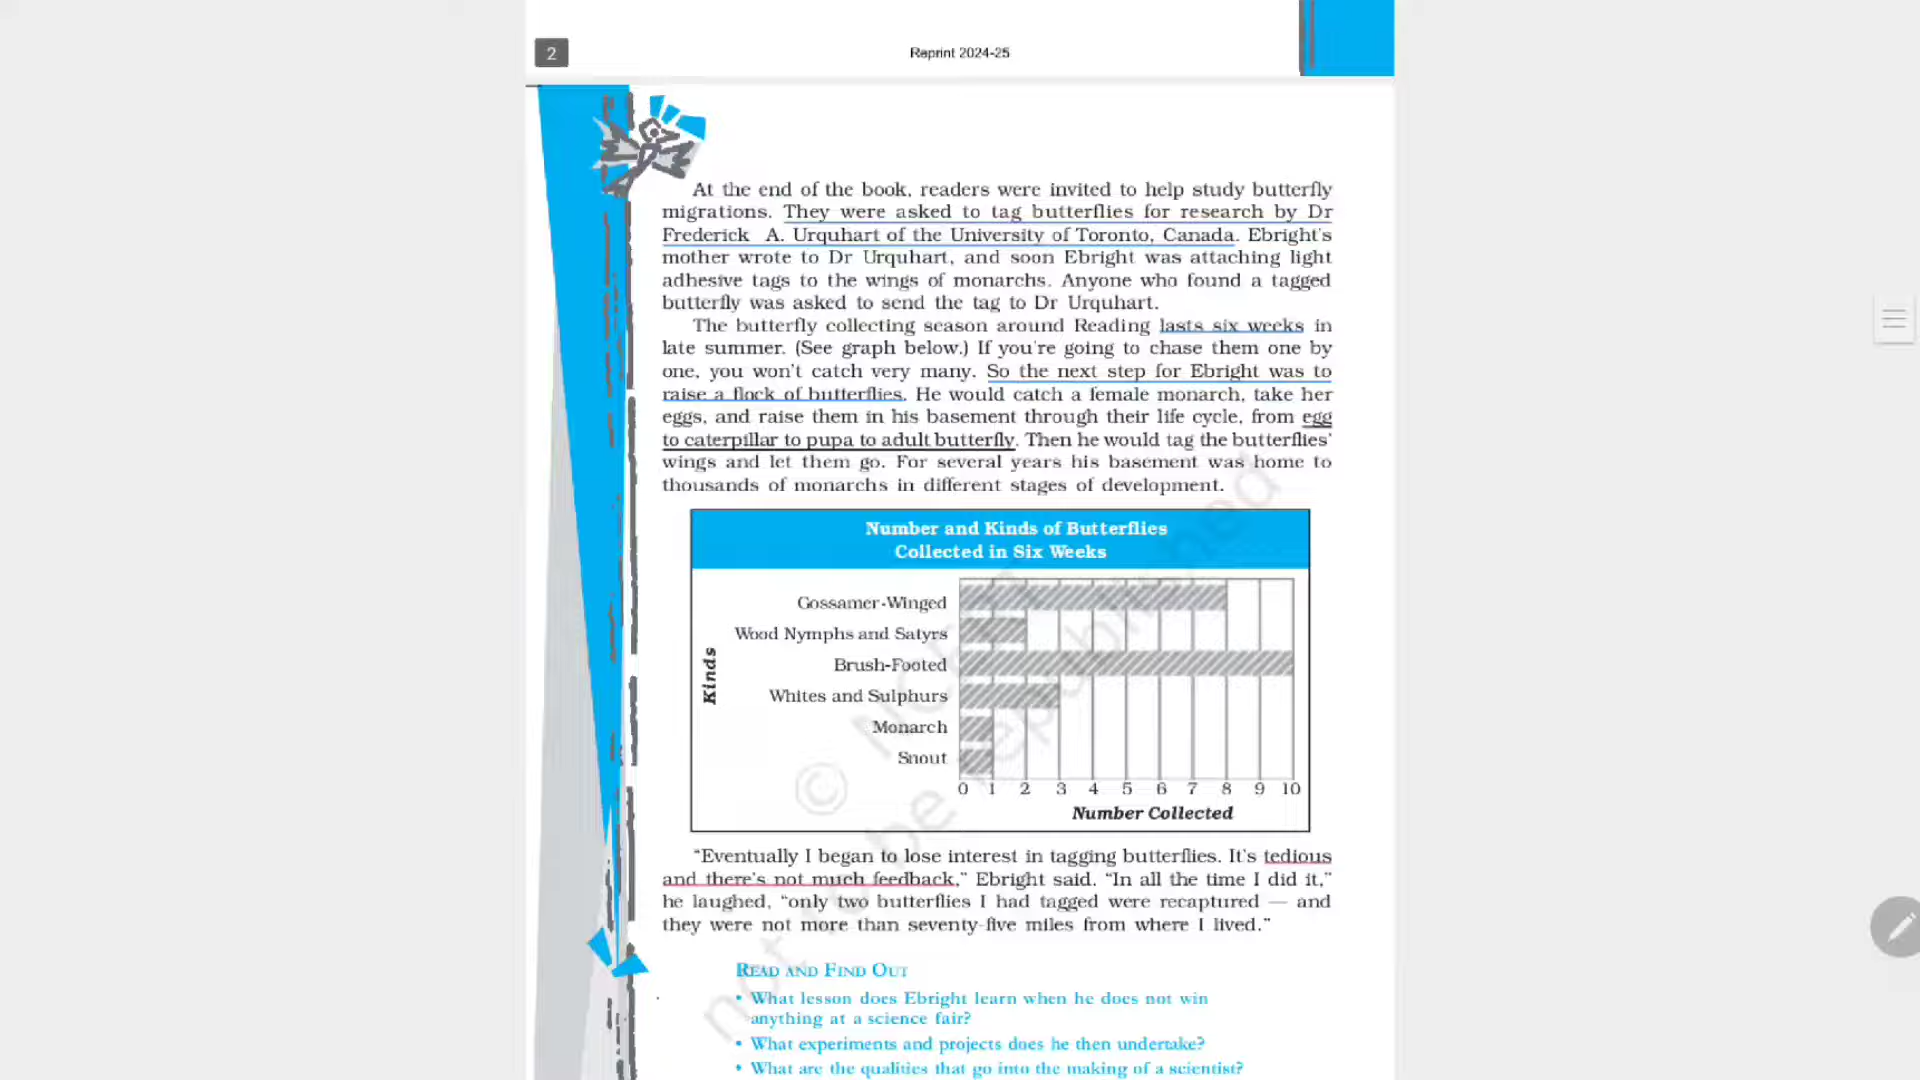 2
Reprint 2024-25
At the end of the book, readers were invited to help study butterfly
migrations. They were asked to tag butterflies for research by Dr
Frederick A. Urquhart of the University of Toronto, Canada. Ebright's
mother wrote to Dr Urquhart, and soon Ebright was attaching light
adhesive tags to the wings of monarchs. Anyone who found a tagged
butterfly was asked to send the tag to Dr Urquhart.
The butterfly collecting season around Reading lasts six weeks in
late summer. (See graph below.) If you're going to chase them one by
one, you won't catch very many. So the next step for Ebright was to
raise a flock of butterflies. He would catch a female monarch, take her
eggs, and raise them in his basement through their life cycle, from egg
to caterpillar to pupa to adult butterfly. Then he would tag the butterflies'
wings and let them go. For several years his basement was home to
thousands of monarchs in different stages of development.
Number and Kinds of Butterflies
Collected in Six Weeks
Kinds
Gossamer-Winged
Wood Nymphs and Satyrs
Brush-Footed
Whites and Sulphurs
Monarch
Snout
0 1 2 3 4 5 6 7 8 9 10
Number Collected
"Eventually I began to lose interest in tagging butterflies. It's tedious
and there's not much feedback," Ebright said. "In all the time I did it,"
he laughed, "only two butterflies I had tagged were recaptured — and
they were not more than seventy-five miles from where I lived."
READ AND FIND OUT
• What lesson does Ebright learn when he does not win
anything at a science fair?
• What experiments and projects does he then undertake?
• What are the qualities that go into the making of a scientist?
not to be republished